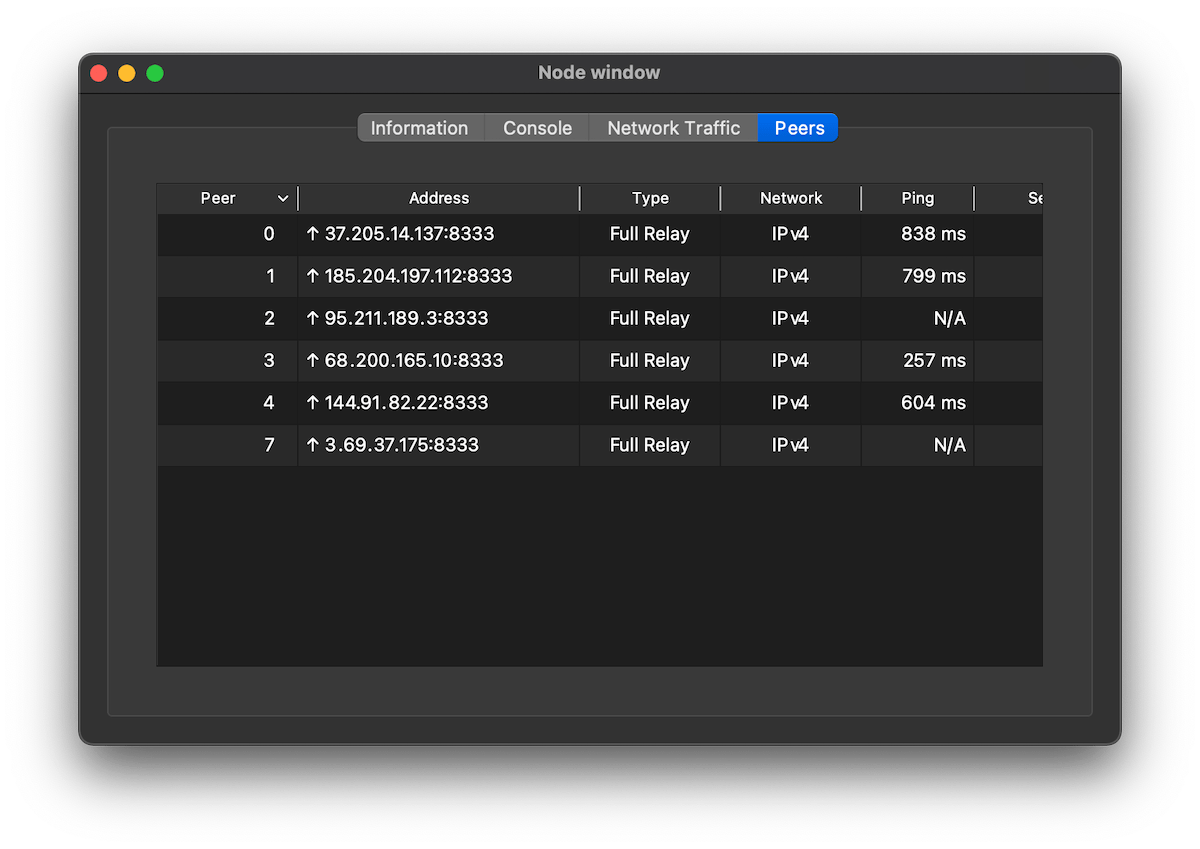 Node window
Information Console Network Traffic Peers
Peer Address Type Network Ping Se
0 ↑ 37.205.14.137:8333 Full Relay IPv4 838 ms
1 ↑ 185.204.197.112:8333 Full Relay IPv4 799 ms
2 ↑ 95.211.189.3:8333 Full Relay IPv4 N/A
3 ↑ 68.200.165.10:8333 Full Relay IPv4 257 ms
4 ↑ 144.91.82.22:8333 Full Relay IPv4 604 ms
7 ↑ 3.69.37.175:8333 Full Relay IPv4 N/A